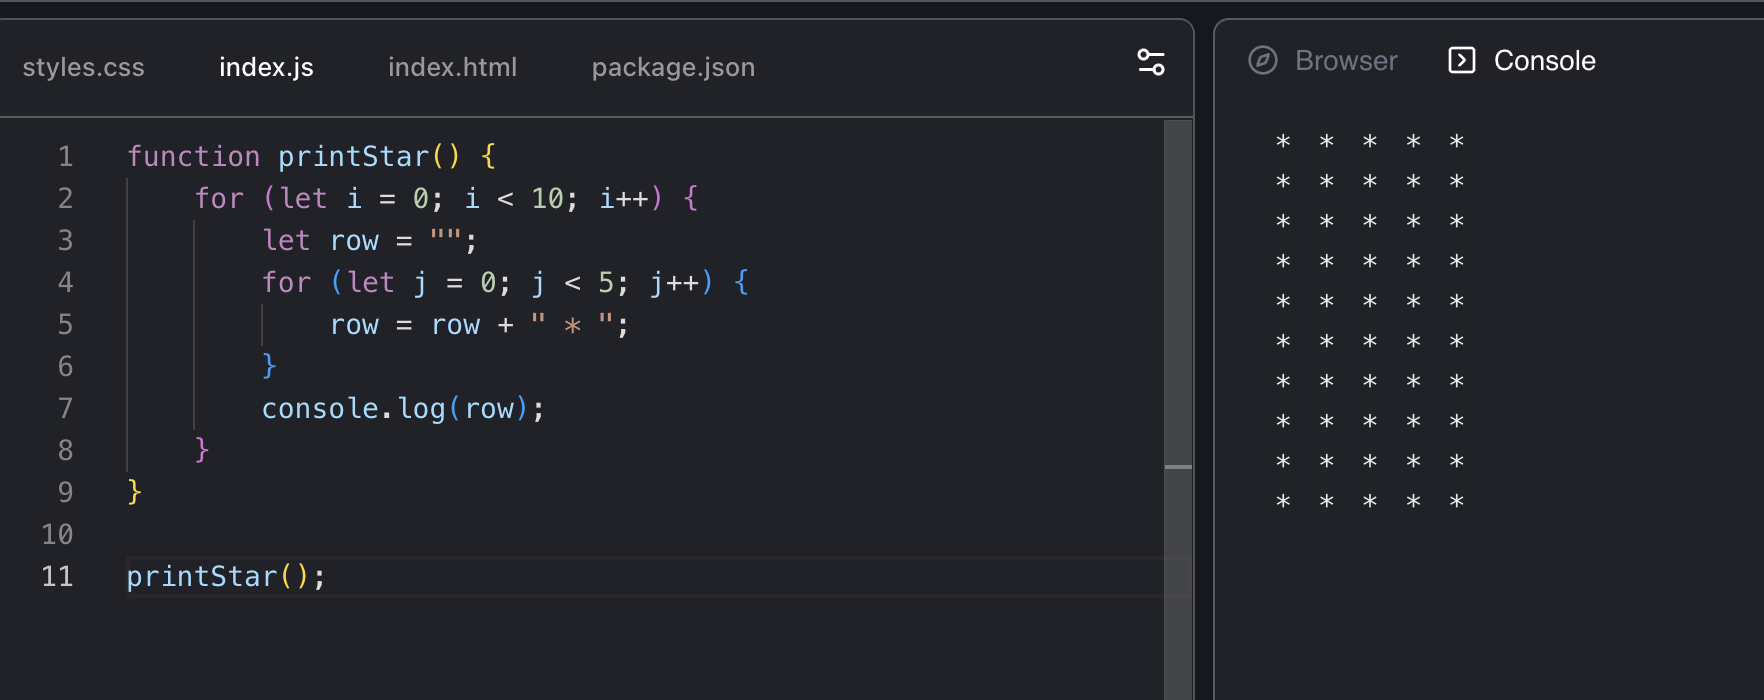 styles.css index.js index.html package.json
1 function printStar() {
2     for (let i = 0; i < 10; i++) {
3         let row = "";
4         for (let j = 0; j < 5; j++) {
5             row = row + " * ";
6         }
7         console.log(row);
8     }
9 }
10
11 printStar();
Browser Console
* * * * *
* * * * *
* * * * *
* * * * *
* * * * *
* * * * *
* * * * *
* * * * *
* * * * *
* * * * *